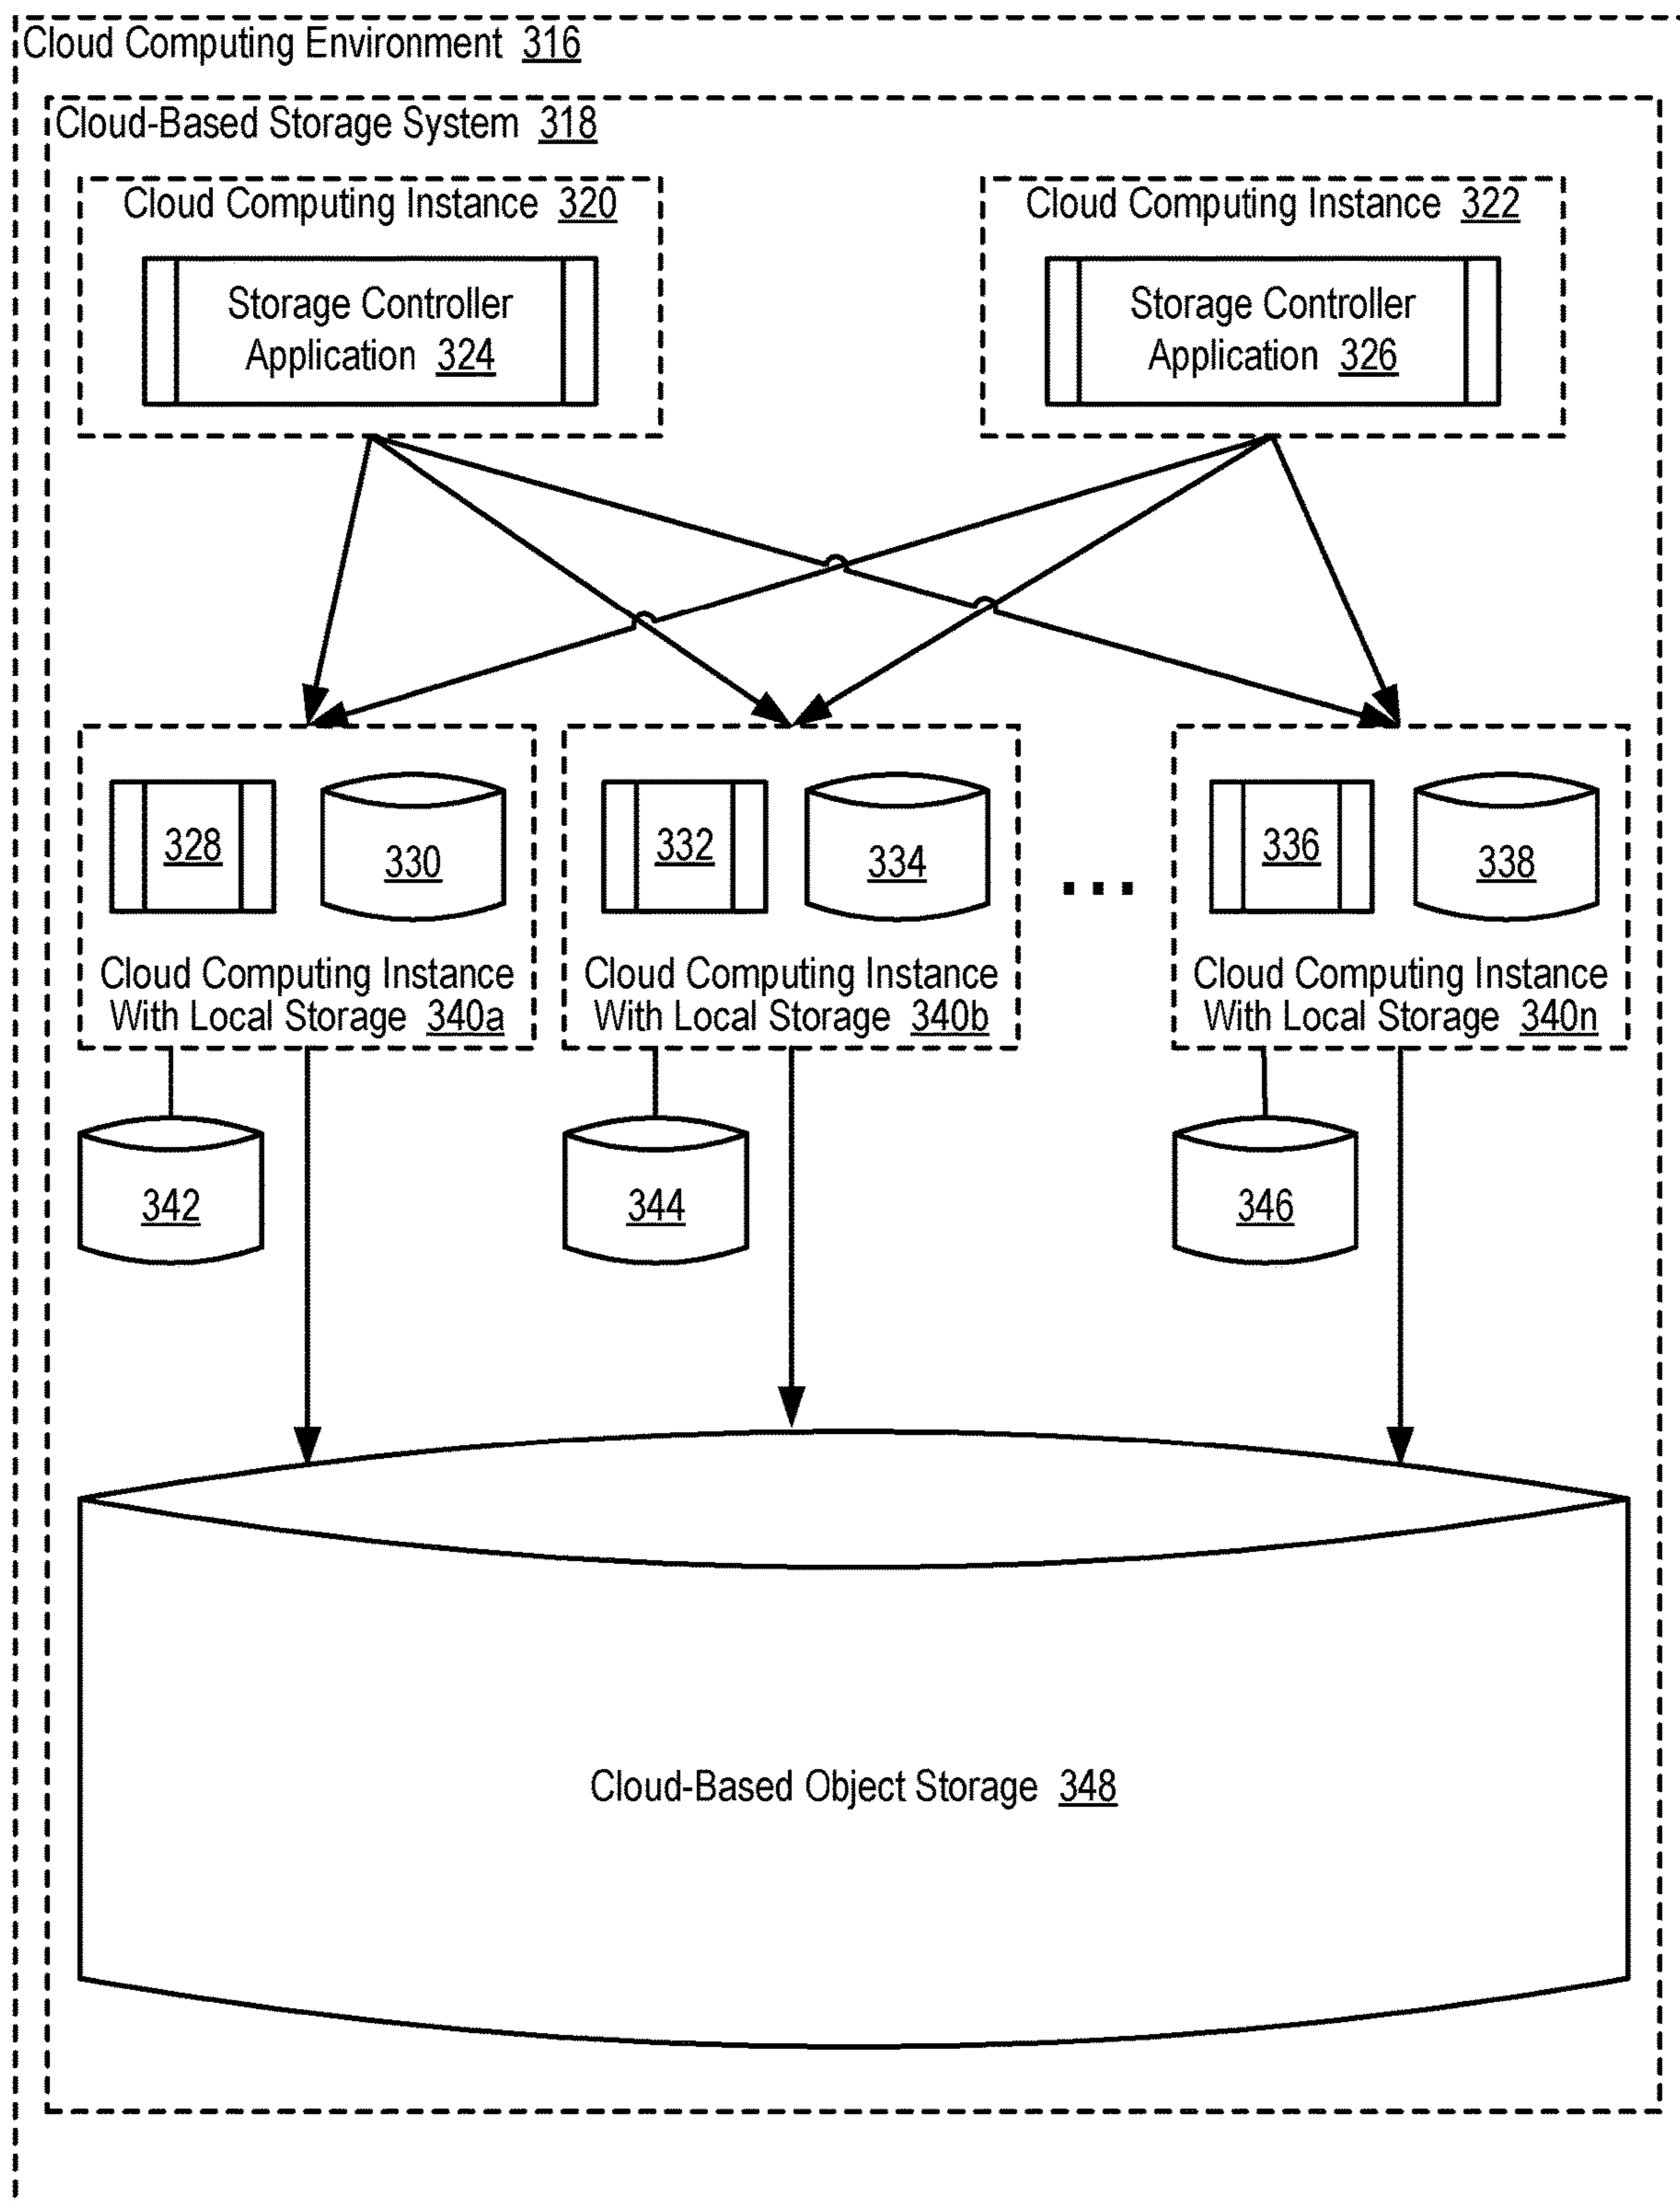 Cloud Computing Environment 316
Cloud-Based Storage System 318
Cloud Computing Instance 320
Storage Controller
Application 324
Cloud Computing Instance 322
Storage Controller
Application 326
328
330
Cloud Computing Instance
With Local Storage 340a
332
334
Cloud Computing Instance
With Local Storage 340b
...
336
338
Cloud Computing Instance
With Local Storage 340n
342
344
346
Cloud-Based Object Storage 348